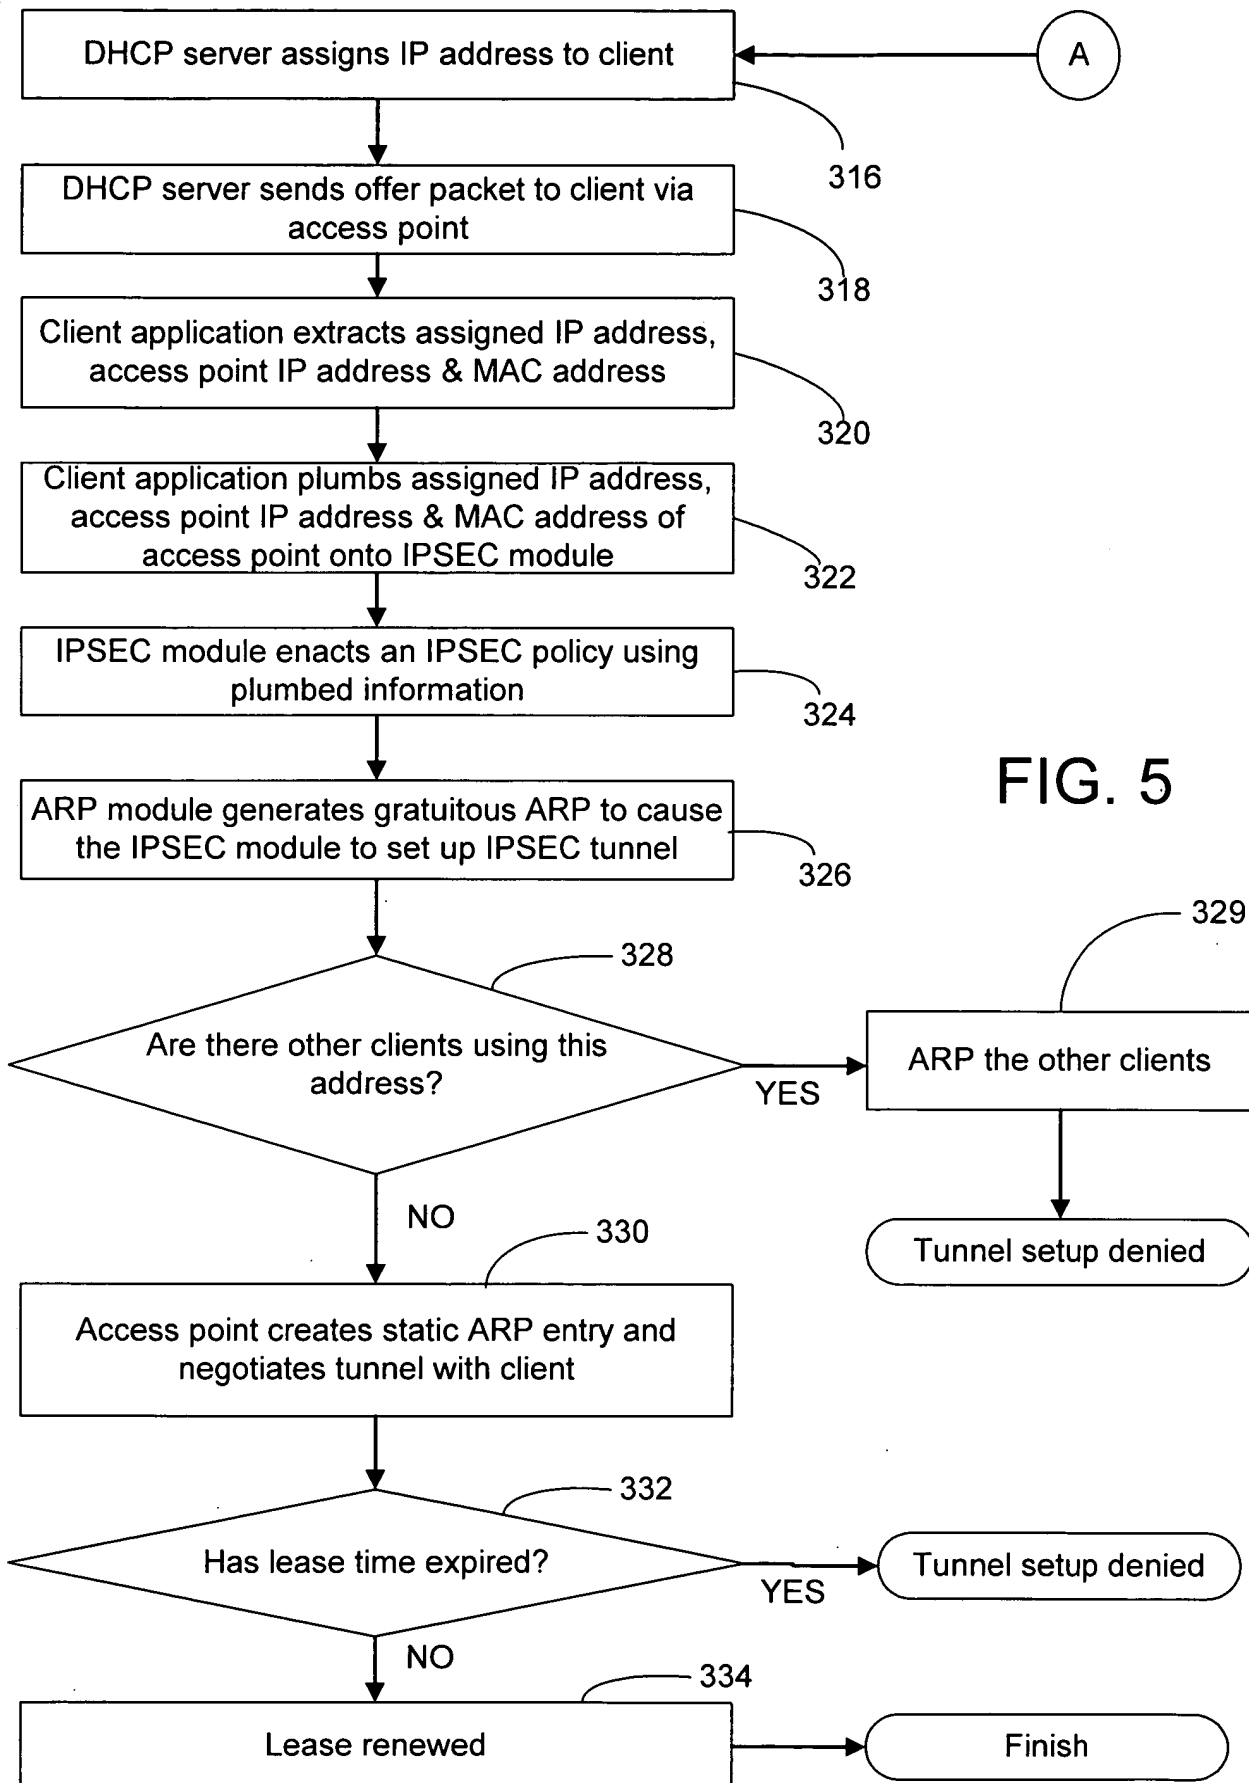 DHCP server assigns IP address to client
A
316
DHCP server sends offer packet to client via
access point
318
Client application extracts assigned IP address,
access point IP address & MAC address
320
Client application plumbs assigned IP address,
access point IP address & MAC address of
access point onto IPSEC module
322
IPSEC module enacts an IPSEC policy using
plumbed information
324
FIG. 5
ARP module generates gratuitous ARP to cause
the IPSEC module to set up IPSEC tunnel
326
328
329
Are there other clients using this
address?
YES
ARP the other clients
NO
Tunnel setup denied
330
Access point creates static ARP entry and
negotiates tunnel with client
332
Has lease time expired?
YES
Tunnel setup denied
NO
334
Lease renewed
Finish